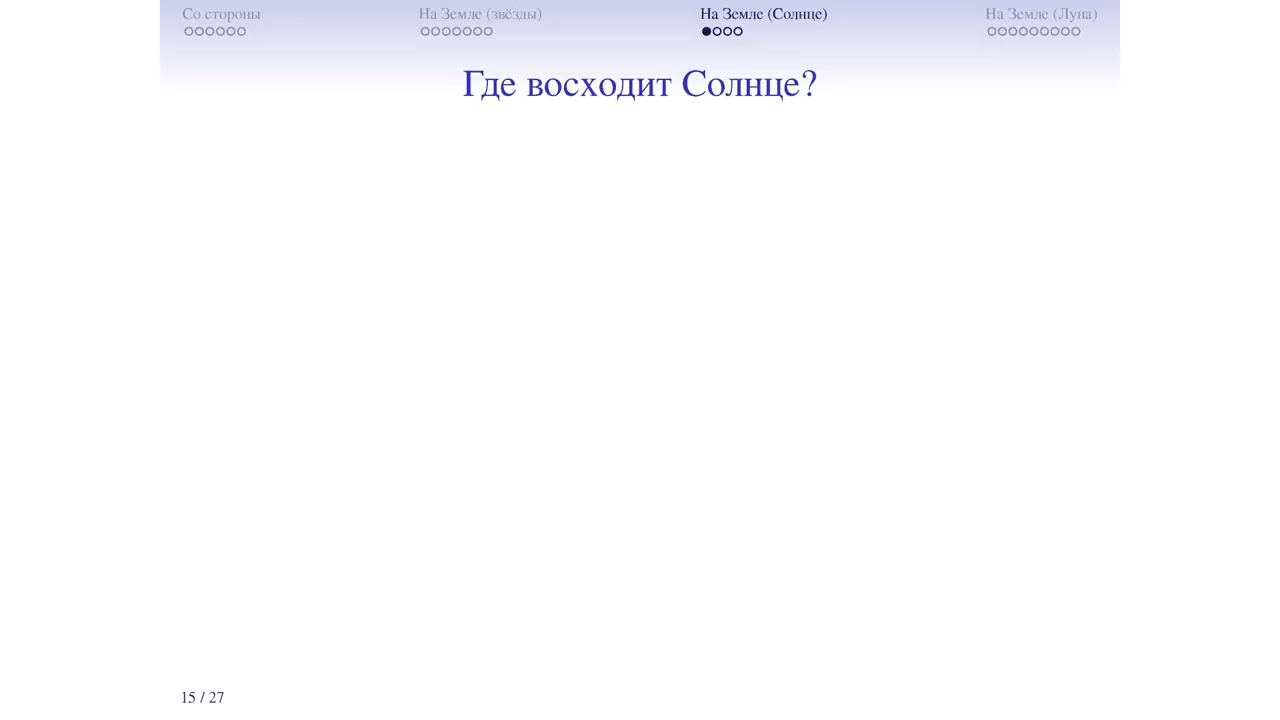 Со стороны
На Земле (звёзды)
На Земле (Солнце)
На Земле (Луна)
Где восходит Солнце?
15 / 27